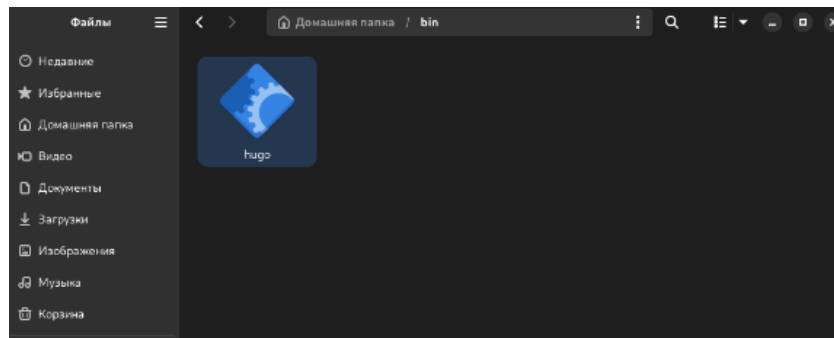 Файлы
Домашняя папка / bin
Недавние
Избранные
Домашняя папка
Видео
Документы
Загрузки
Изображения
Музыка
Корзина
hugo